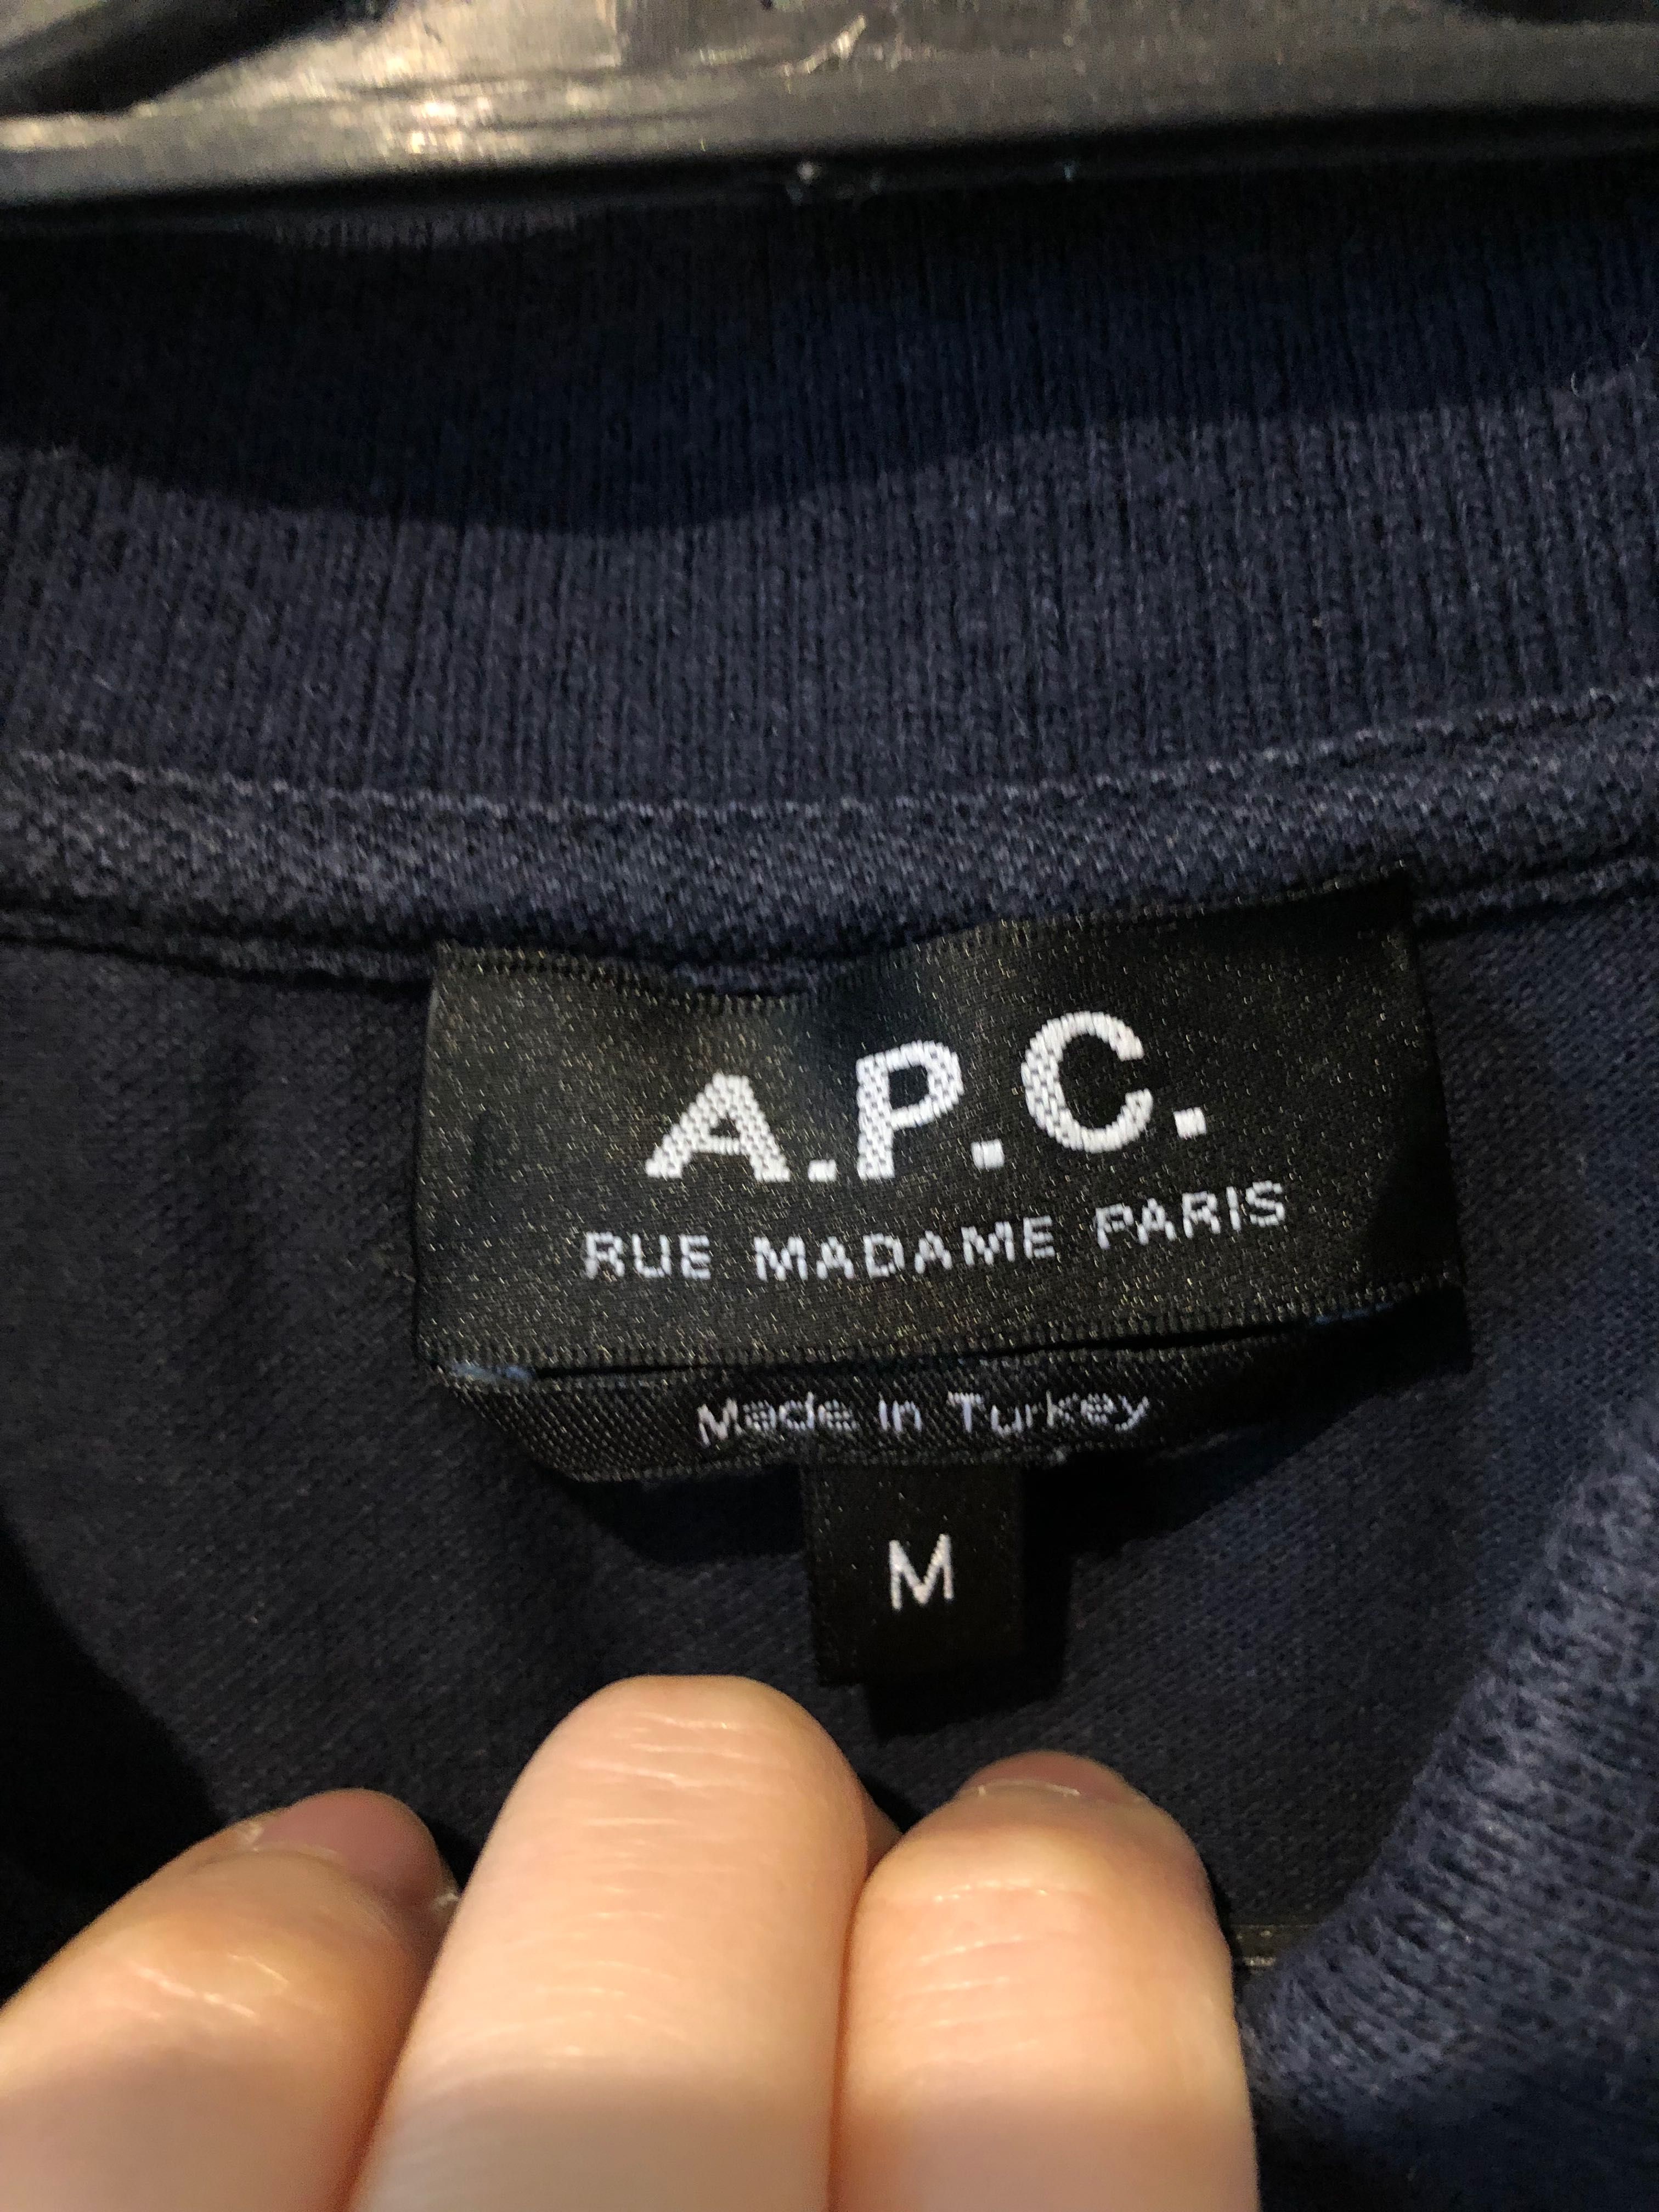 A.P.C.
RUE MADAME PARIS
Made in Turkey
M